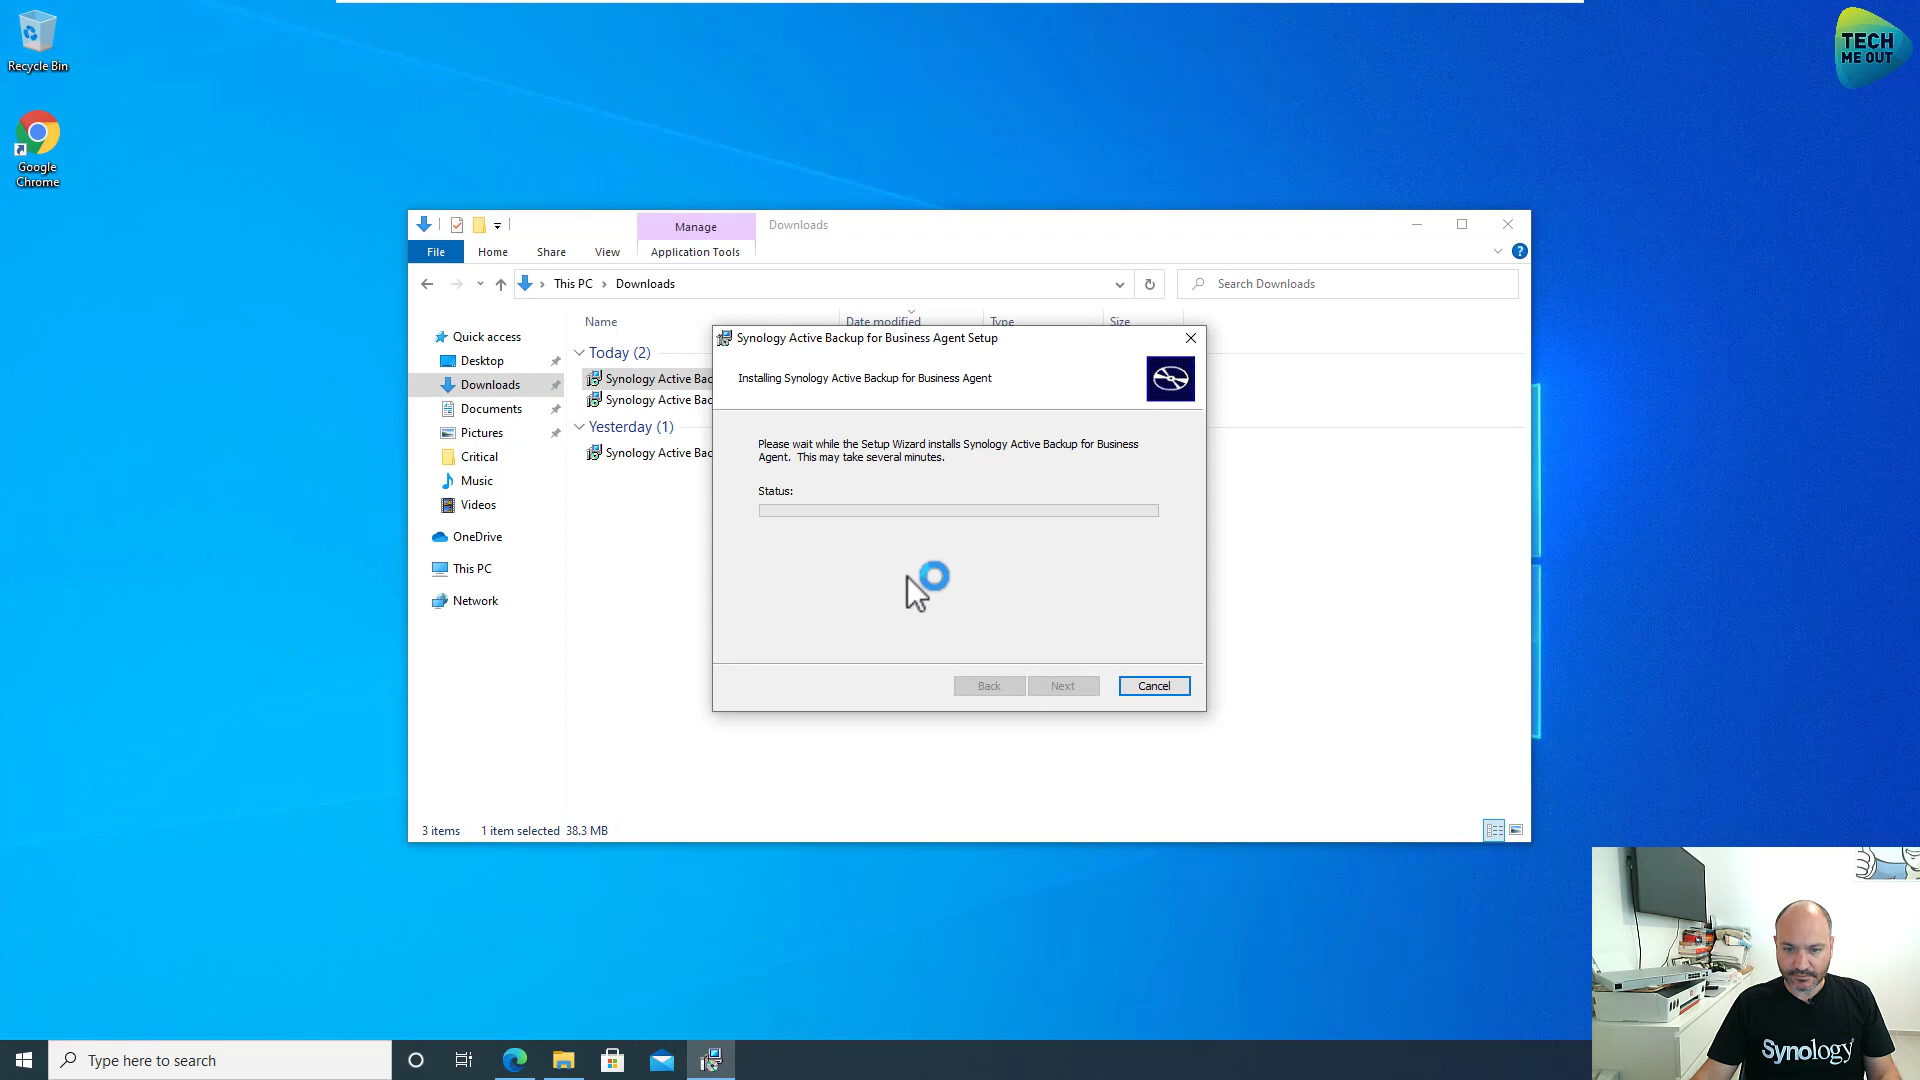 Recycle Bin
Google
Chrome
TECH
ME OUT
Manage
Downloads
File
Home
Share
View
Application Tools
This PC
Downloads
Search Downloads
Name
Date modified
Type
Size
Quick access
Desktop
Downloads
Documents
Pictures
Critical
Music
Videos
OneDrive
This PC
Network
Today (2)
Synology Active Bac
Synology Active Bac
Yesterday (1)
Synology Active Bac
Synology Active Backup for Business Agent Setup
Installing Synology Active Backup for Business Agent
Please wait while the Setup Wizard installs Synology Active Backup for Business
Agent. This may take several minutes.
Status:
Back
Next
Cancel
3 items
1 item selected 38.3 MB
Type here to search
Synology